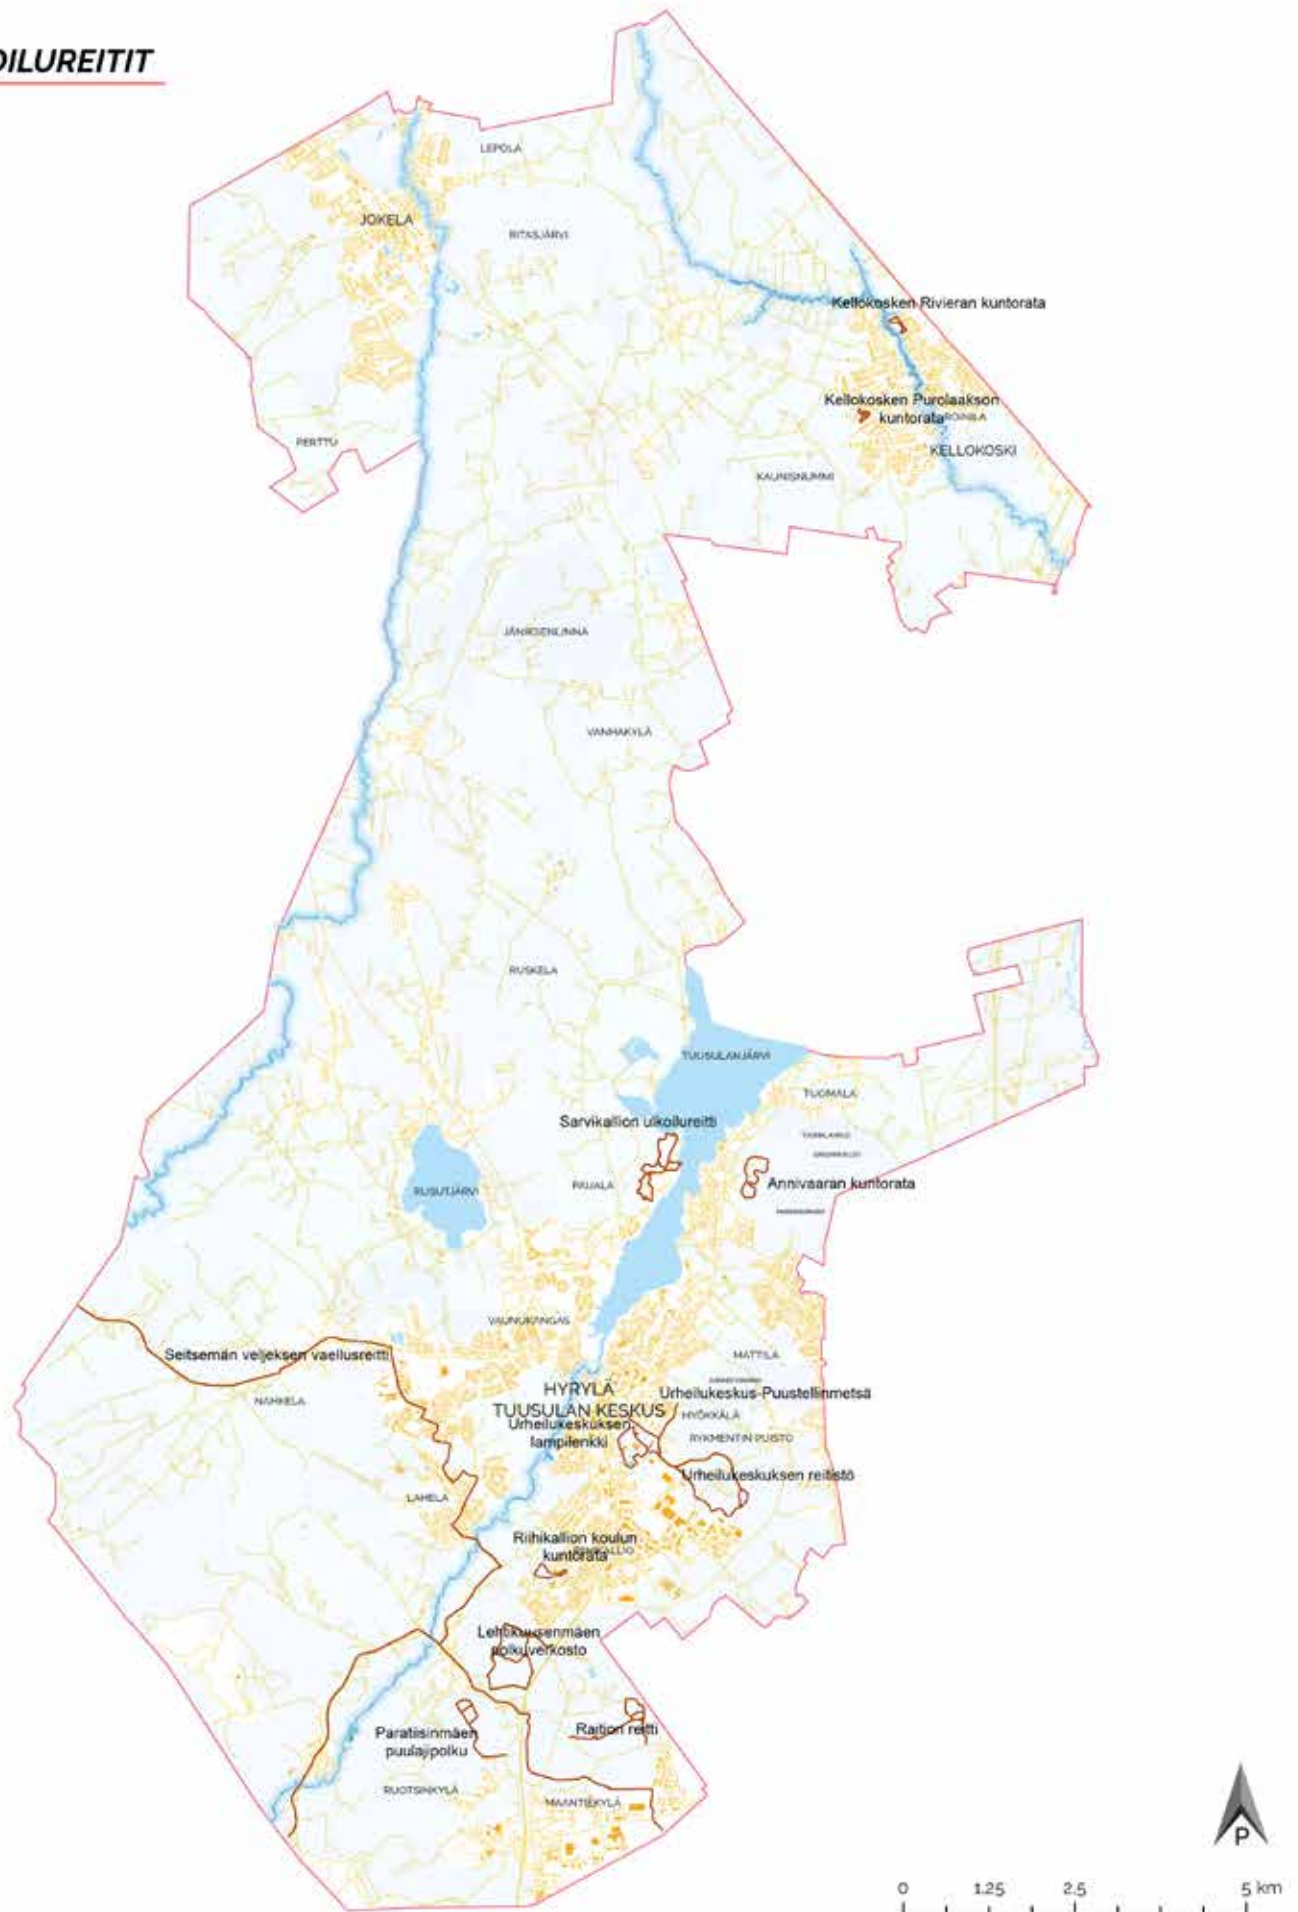 OILUREITIT
LEPOLA
JOKELA
RITASJÄRVI
Kellokosken Rivieran kuntorata
Kellokosken Purolaakson
kuntorata
ROINILA
PERTTU
KELLOKOSKI
KAUNISNUMMI
JÄNIKSENLINNA
VANHAKYLÄ
RUSKELA
TUUSULANJÄRVI
TUOMALA
Sarvikallion ulkoilureitti
PAIJALA
RUSUTJÄRVI
Annivaaran kuntorata
VAUNUKANGAS
Seitsemän veljeksen vaellusreitti
MATTILA
HYRYLÄ
TUUSULAN KESKUS
Urheilukeskus-Puustellinmetsä
NAHKELA
HYÖKKÄLÄ
Urheilukeskuksen
lampilenkki
RYKMENTIN PUISTO
Urheilukeskuksen reitistö
LAHELA
Riihikallion koulun
kuntorata
RIIHIKALLIO
Lehtikuusenmäen
polkuverkosto
Paratiisinmäen
puulajipolku
Raition reitti
RUOTSINKYLÄ
MAANTIEKYLÄ
P
0 1.25 2.5 5 km